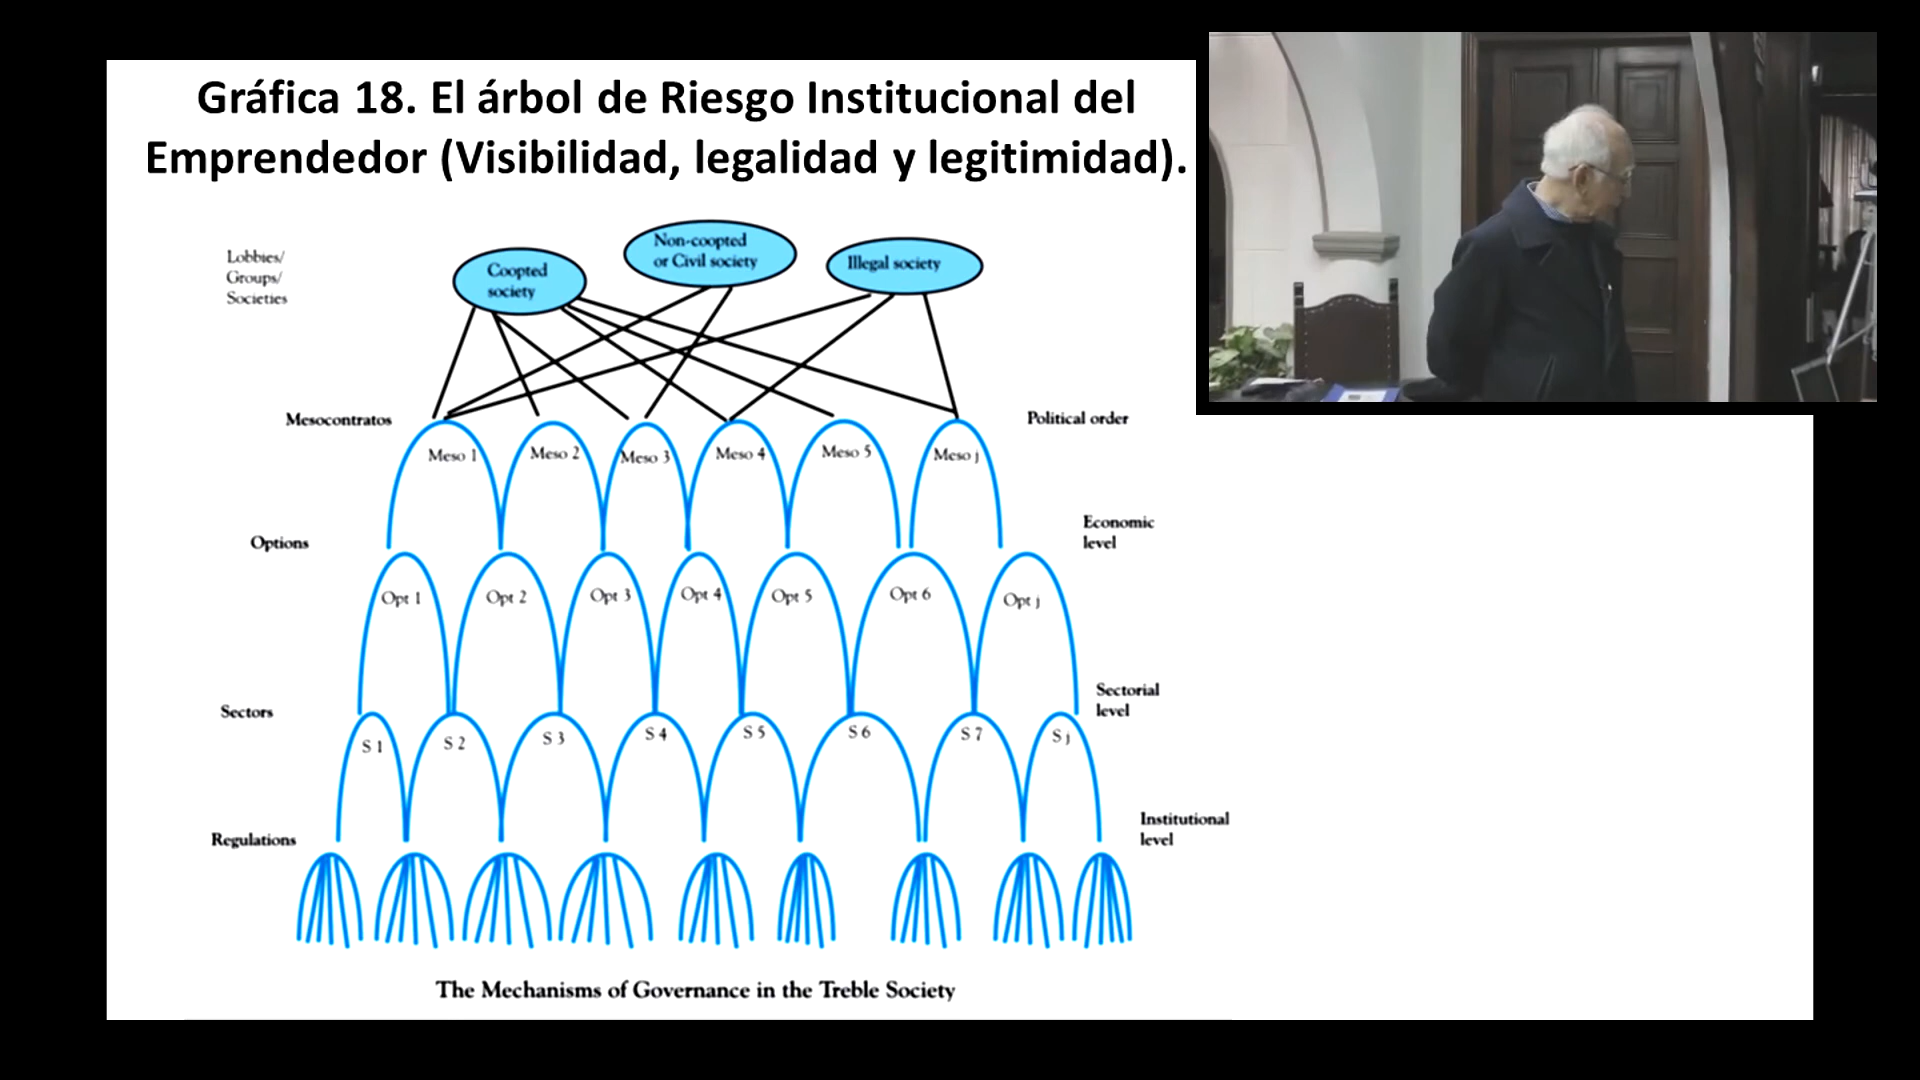 Gráfica 18. El árbol de Riesgo Institucional del
Emprendedor (Visibilidad, legalidad y legitimidad).
Lobbies/
Groups/
Societies
Coopted
society
Non-coopted
or Civil society
Illegal society
Mesocontratos
Political order
Meso 1
Meso 2
Meso 3
Meso 4
Meso 5
Meso j
Options
Economic
level
Opt 1
Opt 2
Opt 3
Opt 4
Opt 5
Opt 6
Opt j
Sectors
Sectorial
level
S 1
S 2
S 3
S 4
S 5
S 6
S 7
S j
Regulations
Institutional
level
The Mechanisms of Governance in the Treble Society